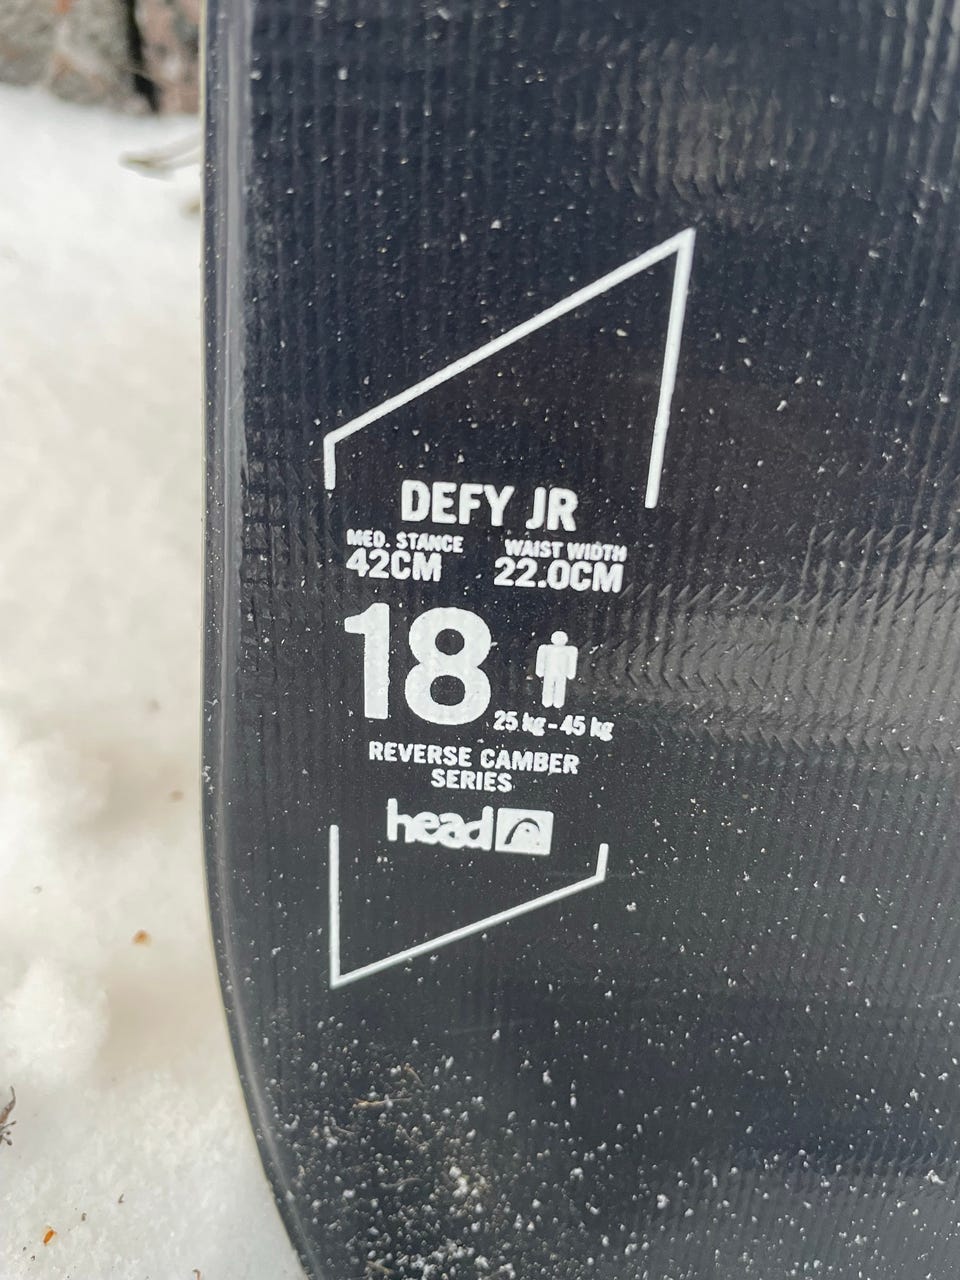 DEFY JR
MED. STANCE WAIST WIDTH
42CM 22.0CM
18
25 kg - 45 kg
REVERSE CAMBER
SERIES
head